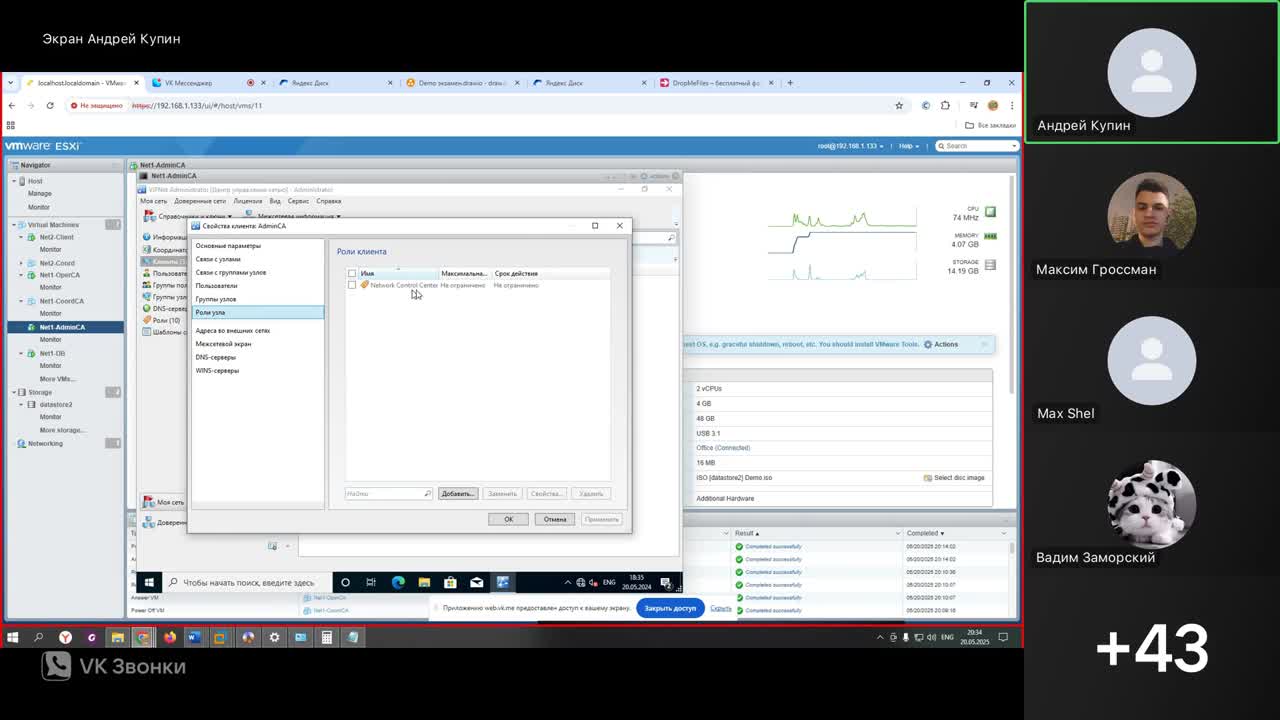 Экран Андрей Купин
localhost.localdomain - VMwa
VK Мессенджер
Яндекс Диск
Demo экзамен.drawio - draw
Яндекс Диск
DropMeFiles – бесплатный ф
Не защищено
https://192.168.1.133/ui/#/host/vms/11
Все закладки
vmware ESXi
root@192.168.1.133
Help
Search
Navigator
Host
Manage
Monitor
Virtual Machines
Net2-Client
Monitor
Net2-Coord
Net1-OperCA
Monitor
Net1-CoordCA
Monitor
Net1-AdminCA
Monitor
Net1-DB
Monitor
More VMs...
Storage
datastore2
Monitor
More storage...
Networking
Net1-AdminCA
Net1-AdminCA
ViPNet Administrator [Центр управления сетью] - Administrator
Моя сеть
Доверенные сети
Лицензия
Вид
Сервис
Справка
Справочники и ключи
Межсетевая информация
Информац
Координат
Клиенты
Пользовате
Группы пол
Группы узл
DNS-серве
Роли (10)
Шаблоны с
Моя сеть
Доверенн
Свойства клиента: AdminCA
Основные параметры
Связи с узлами
Связи с группами узлов
Пользователи
Группы узлов
Роли узла
Адреса во внешних сетях
Межсетевой экран
DNS-серверы
WINS-серверы
Роли клиента
Имя
Максимальна...
Срок действия
Network Control Center
Не ограничено
Не ограничено
Найти
Добавить...
Заменить
Свойства...
Удалить
OK
Отмена
Применить
CPU
74 MHz
MEMORY
4.07 GB
STORAGE
14.19 GB
est OS, e.g. graceful shutdown, reboot, etc. You should install VMware Tools.
Actions
2 vCPUs
4 GB
48 GB
USB 3.1
Office (Connected)
16 MB
ISO [datastore2] Demo.iso
Select disc image
Additional Hardware
Result
Completed
Completed successfully
05/20/2025 20:14:02
Completed successfully
05/20/2025 20:14:02
Completed successfully
05/20/2025 20:10:36
Completed successfully
05/20/2025 20:10:07
Completed successfully
05/20/2025 20:10:07
Completed successfully
05/20/2025 20:09:16
Чтобы начать поиск, введите здесь
ENG
18:35
20.05.2024
Answer VM
Net1-OperCA
Power Off VM
Net1-CoordCA
Приложению web.vk.me предоставлен доступ к вашему экрану.
Закрыть доступ
Скрыть
ENG
20:34
20.05.2025
VK Звонки
Андрей Купин
Максим Гроссман
Max Shel
Вадим Заморский
+43